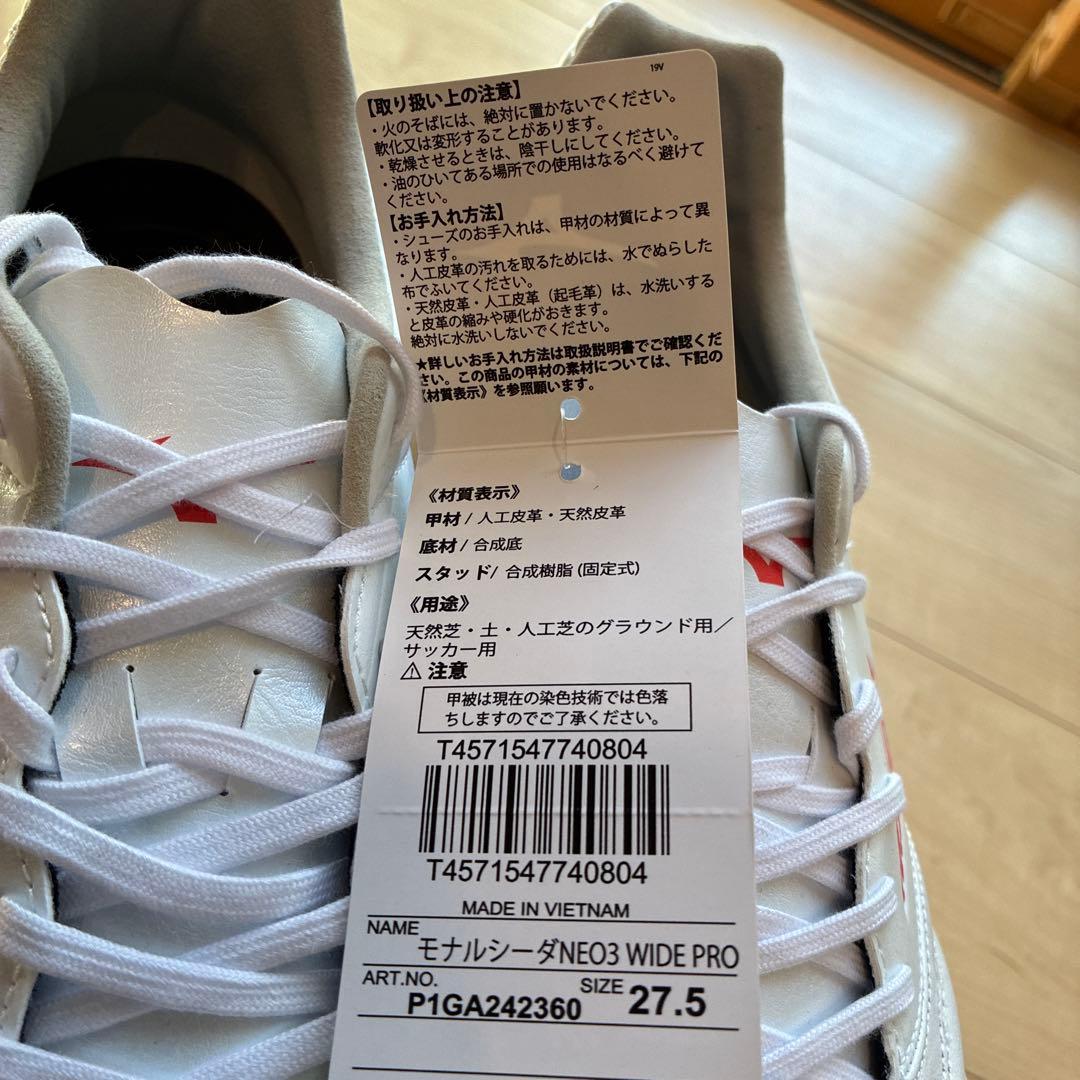 19V
【取り扱い上の注意】
・火のそばには、絶対に置かないでください。
軟化又は変形することがあります。
・乾燥させるときは、陰干しにしてください。
・油のひいてある場所での使用はなるべく避けて
ください。
【お手入れ方法】
・シューズのお手入れは、甲材の材質によって異
なります。
・人工皮革の汚れを取るためには、水でぬらした
布でふいてください。
・天然皮革・人工皮革（起毛革）は、水洗いする
と皮革の縮みや硬化がおきます。
絶対に水洗いしないでください。
★詳しいお手入れ方法は取扱説明書でご確認くだ
さい。この商品の甲材の素材については、下記の
《材質表示》を参照願います。
《材質表示》
甲材/人工皮革・天然皮革
底材/合成底
スタッド/合成樹脂(固定式)
《用途》
天然芝・土・人工芝のグラウンド用／
サッカー用
⚠ 注意
甲被は現在の染色技術では色落
ちしますのでご了承ください。
T4571547740804
T4571547740804
MADE IN VIETNAM
NAME モナルシーダNEO3 WIDE PRO
ART.NO. P1GA242360 SIZE 27.5